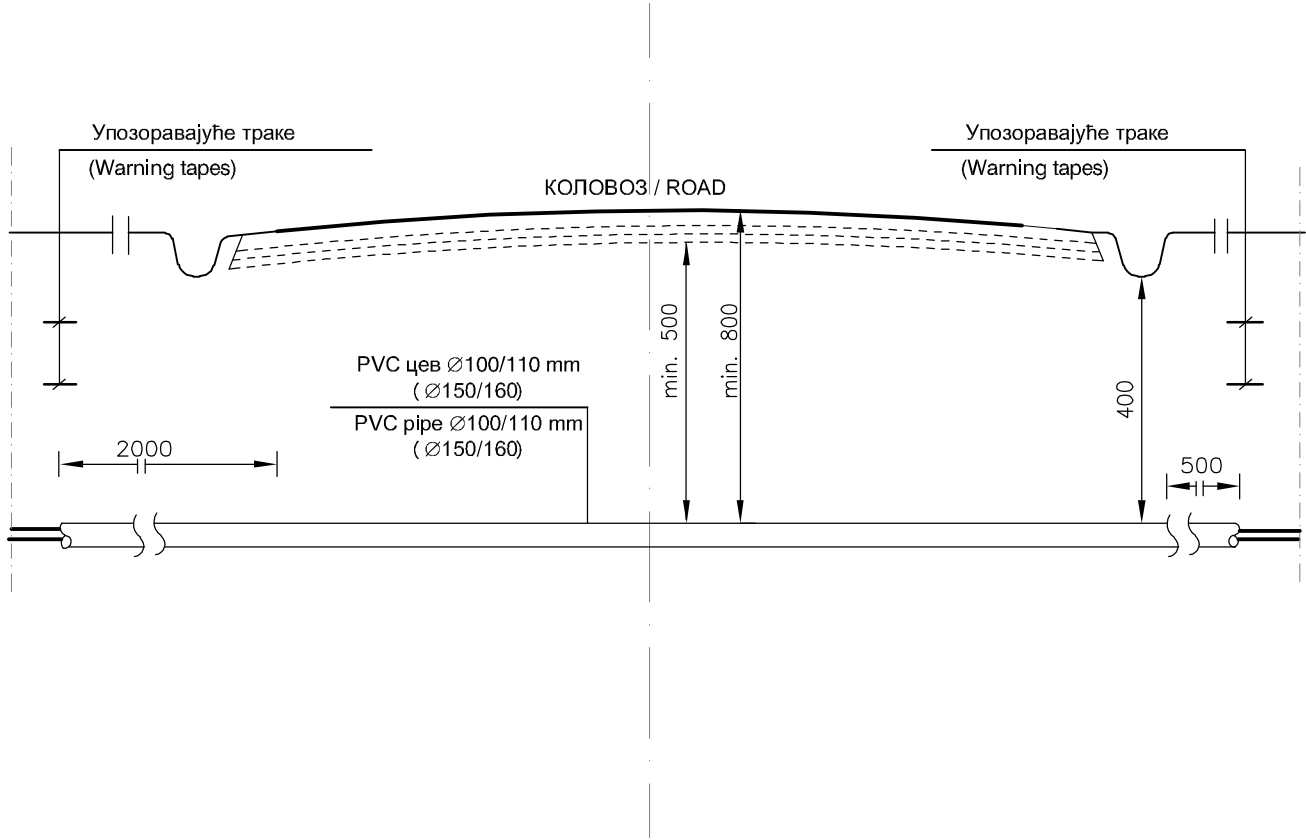 Упозоравајуће траке
(Warning tapes)
Упозоравајуће траке
(Warning tapes)
КОЛОВОЗ / ROAD
min. 500
min. 800
PVC цев ∅100/110 mm
( ∅150/160)
PVC pipe ∅100/110 mm
( ∅150/160)
400
2000
500